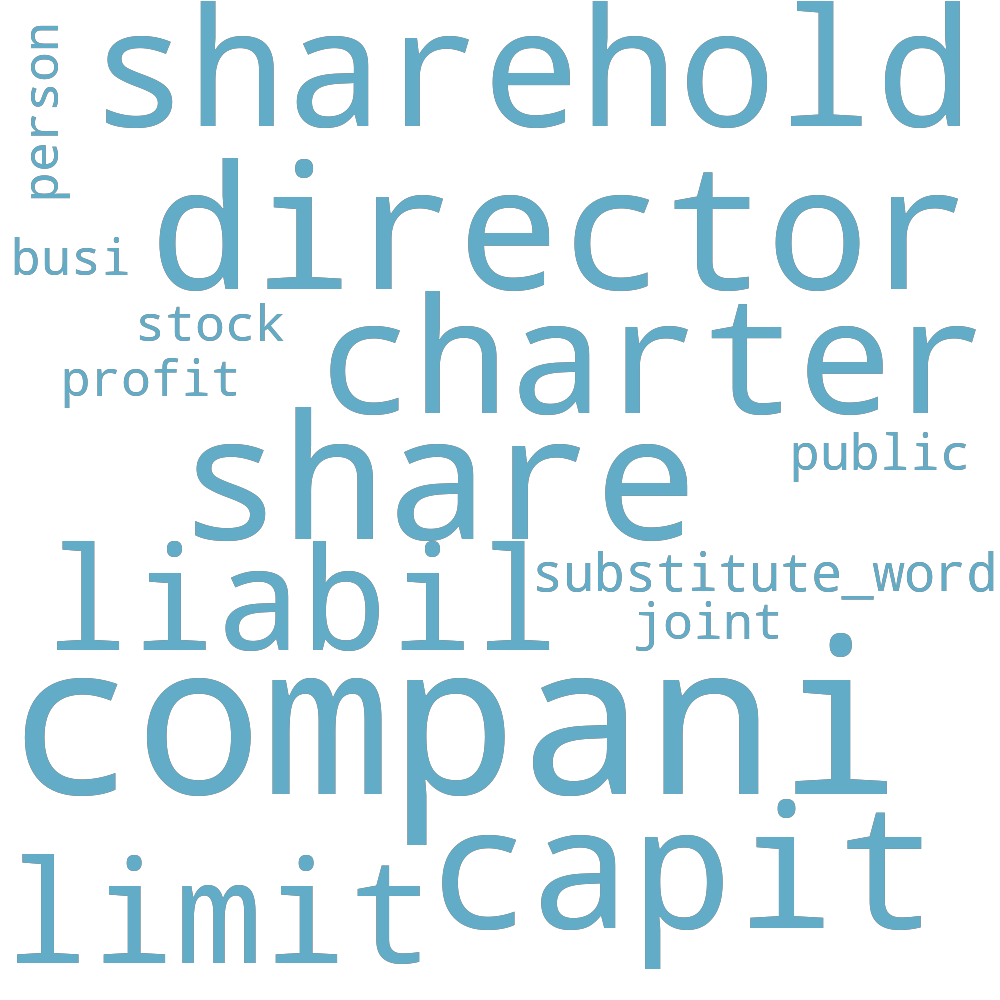 sharehold
person
director
busi
charter
stock
profit
share
public
liabil
substitute_word
joint
compani
capit
limit